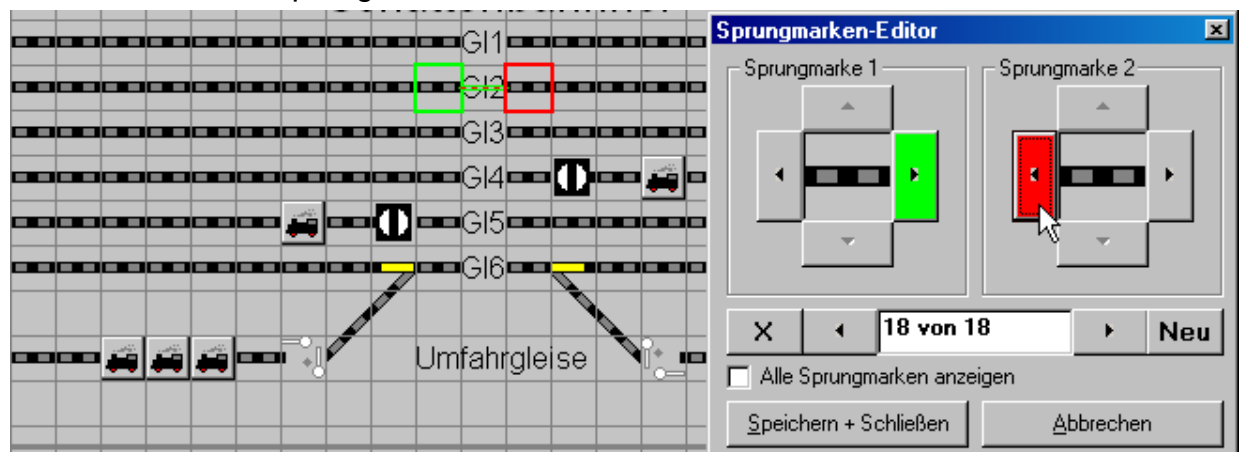 Gl1
Gl2
Gl3
Gl4
Gl5
Gl6
Umfahrgleise
Sprungmarken-Editor
Sprungmarke 1
Sprungmarke 2
X
18 von 18
Neu
Alle Sprungmarken anzeigen
Speichern + Schließen
Abbrechen